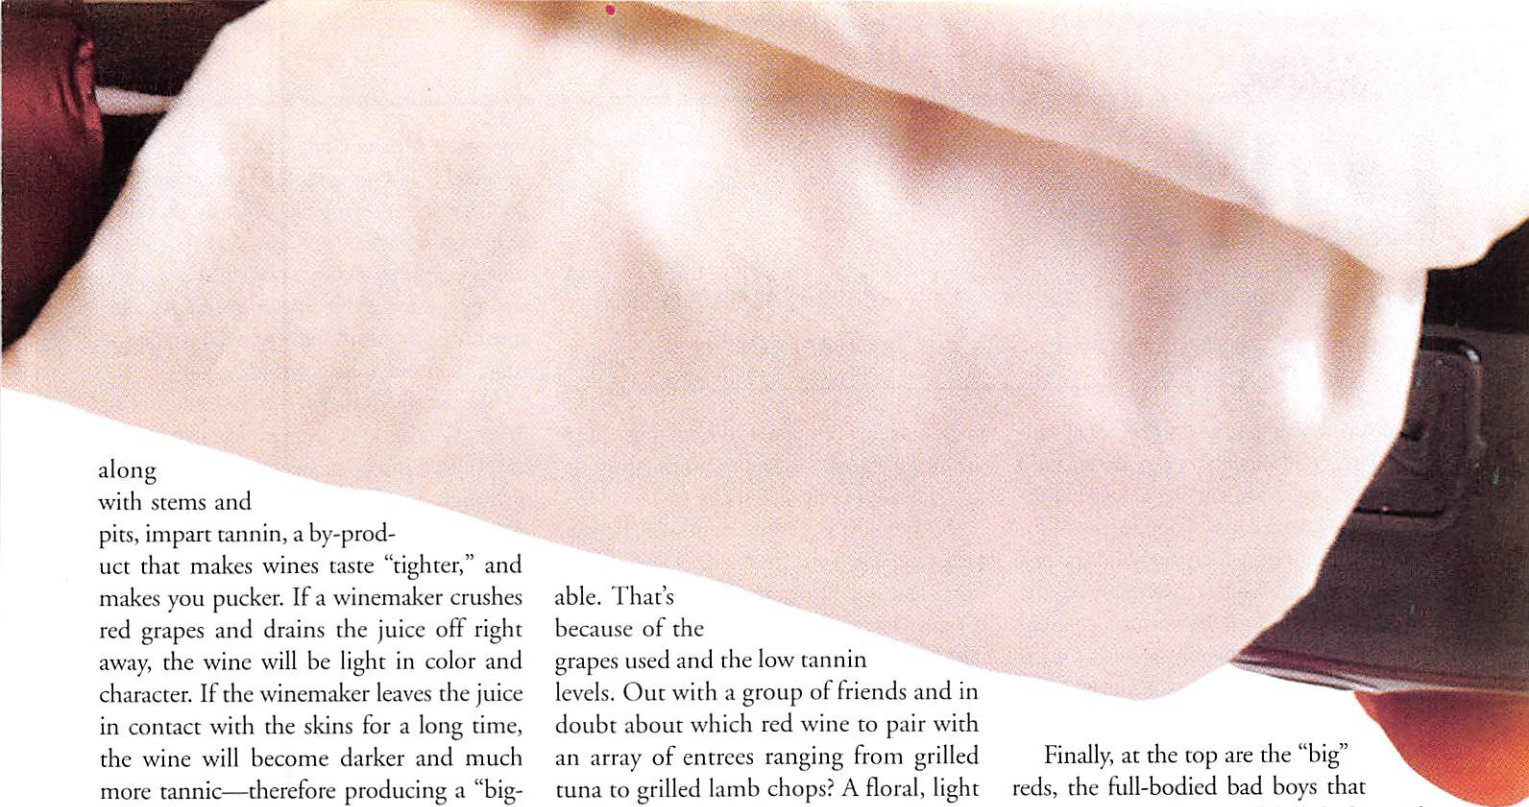 along
with stems and
pits, impart tannin, a by-prod-
uct that makes wines taste “tighter,” and
makes you pucker. If a winemaker crushes
red grapes and drains the juice off right
away, the wine will be light in color and
character. If the winemaker leaves the juice
in contact with the skins for a long time,
the wine will become darker and much
more tannic—therefore producing a “big-
able. That’s
because of the
grapes used and the low tannin
levels. Out with a group of friends and in
doubt about which red wine to pair with
an array of entrees ranging from grilled
tuna to grilled lamb chops? A floral, light
Finally, at the top are the “big”
reds, the full-bodied bad boys that